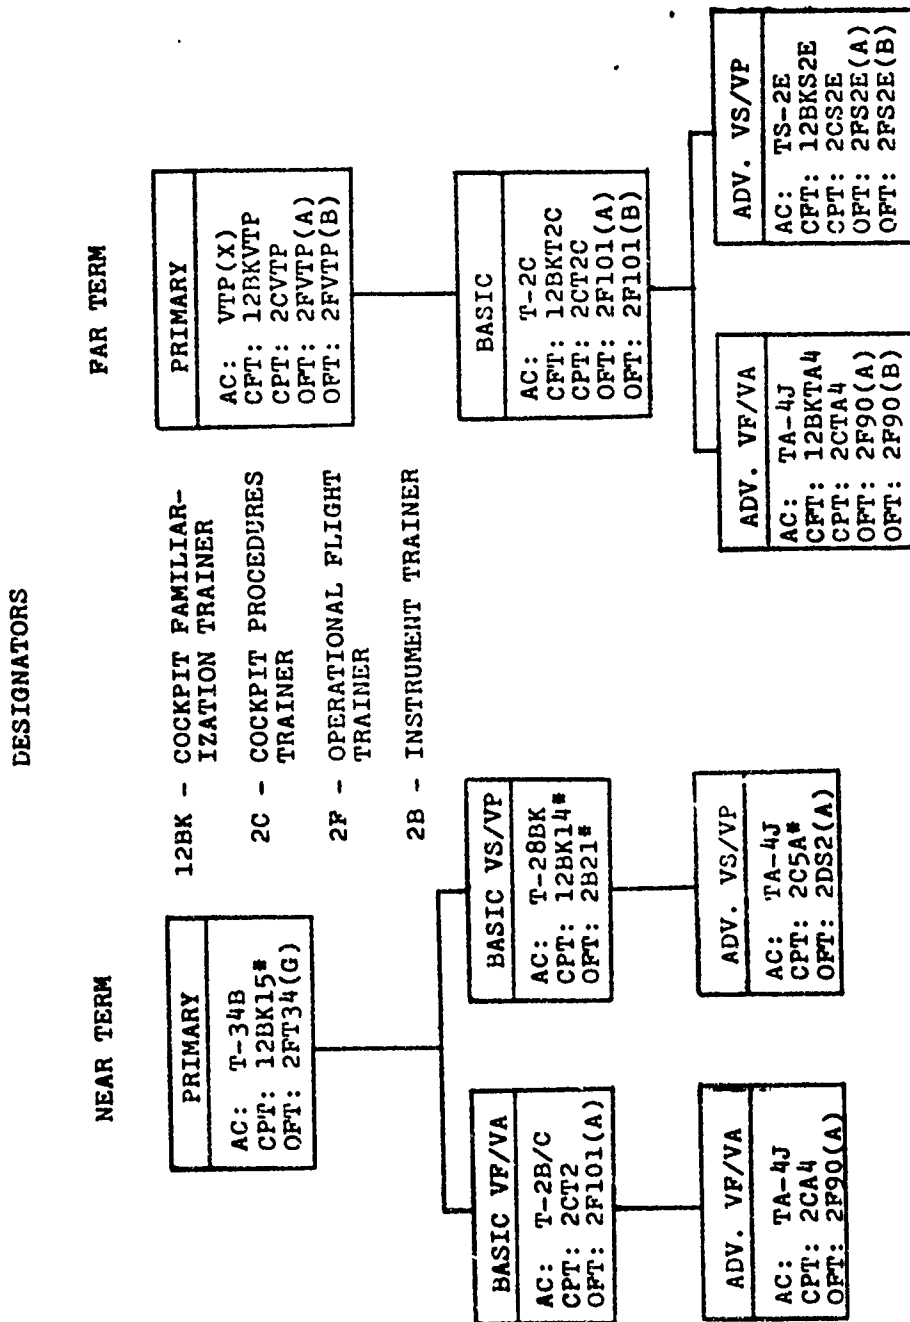 DESIGNATORS
NEAR TERM
PRIMARY
AC: T-34B
CPT: 12BK15*
OFT: 2FT34(G)
BASIC VF/VA
AC: T-2B/C
CPT: 2CT2
OFT: 2F101(A)
BASIC VS/VP
AC: T-28BK
CPT: 12BK14*
OFT: 2B21*
ADV. VF/VA
AC: TA-4J
CPT: 2CA4
OFT: 2F90(A)
ADV. VS/VP
AC: TA-4J
CPT: 2C5A*
OFT: 2DS2(A)
12BK - COCKPIT FAMILIAR-
IZATION TRAINER
2C - COCKPIT PROCEDURES
TRAINER
2F - OPERATIONAL FLIGHT
TRAINER
2B - INSTRUMENT TRAINER
FAR TERM
PRIMARY
AC: VTP(X)
CFT: 12BKVTP
CPT: 2CVTP
OFT: 2FVTP(A)
OFT: 2FVTP(B)
BASIC
AC: T-2C
CFT: 12BKT2C
CPT: 2CT2C
OFT: 2F101(A)
OFT: 2F101(B)
ADV. VF/VA
AC: TA-4J
CFT: 12BKTA4
CPT: 2CTA4
OFT: 2F90(A)
OFT: 2F90(B)
ADV. VS/VP
AC: TS-2E
CFT: 12BKS2E
CPT: 2CS2E
OFT: 2FS2E(A)
OFT: 2FS2E(B)